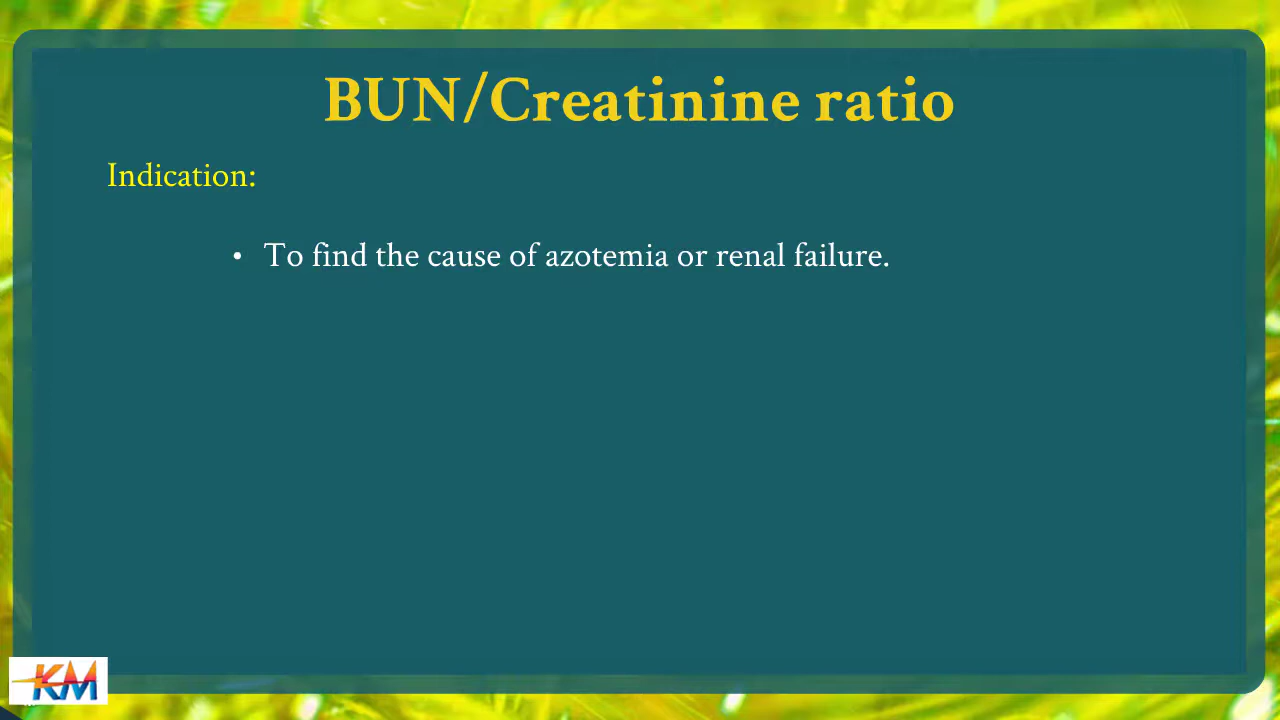 BUN/Creatinine ratio
Indication:
• To find the cause of azotemia or renal failure.
KM